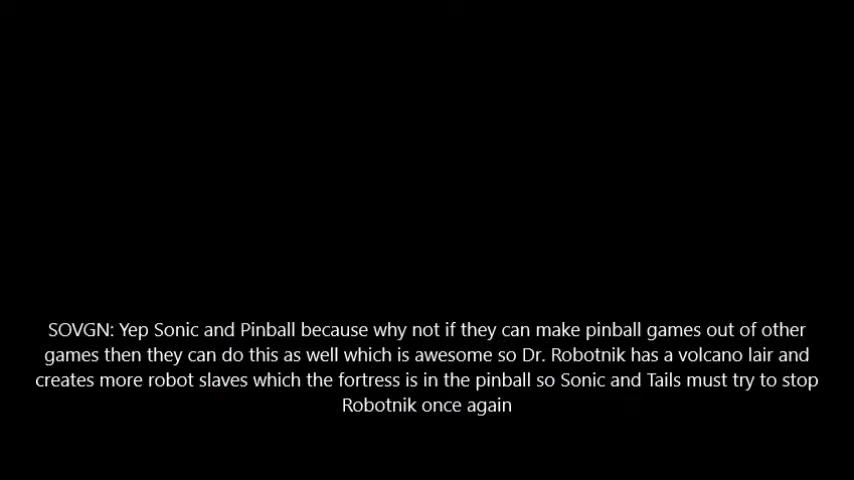 SOVGN: Yep Sonic and Pinball because why not if they can make pinball games out of other
games then they can do this as well which is awesome so Dr. Robotnik has a volcano lair and
creates more robot slaves which the fortress is in the pinball so Sonic and Tails must try to stop
Robotnik once again